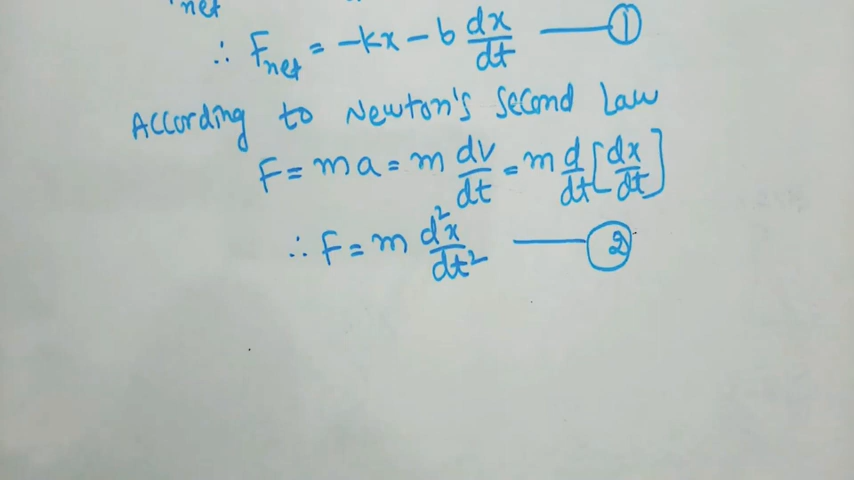 net
∴ Fnet = -kx - b dx/dt —— ①
According to Newton's Second Law
F = ma = m dv/dt = m d/dt [dx/dt]
∴ F = m d²x/dt² —— ②